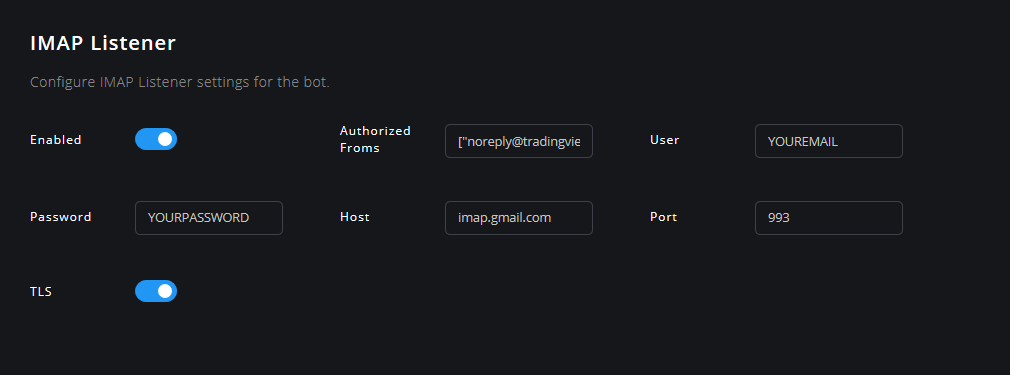 IMAP Listener
Configure IMAP Listener settings for the bot.
Enabled
Authorized
Froms
["noreply@tradingvie
User
YOUREMAIL
Password
YOURPASSWORD
Host
imap.gmail.com
Port
993
TLS